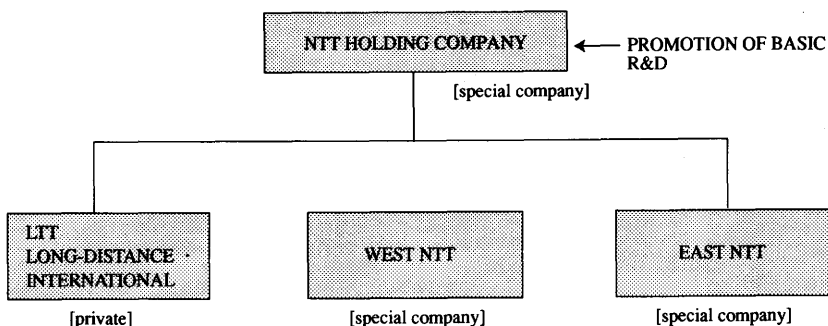 NTT HOLDING COMPANY
PROMOTION OF BASIC
R&D
[special company]
LTT
LONG-DISTANCE ·
INTERNATIONAL
[private]
WEST NTT
[special company]
EAST NTT
[special company]